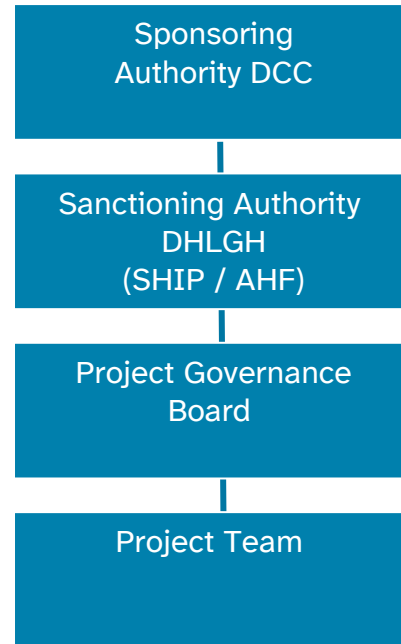 Sponsoring
Authority DCC
Sanctioning Authority
DHLGH
(SHIP / AHF)
Project Governance
Board
Project Team